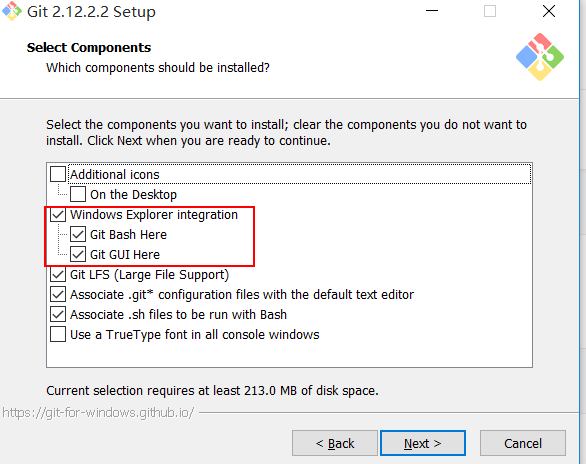 Git 2.12.2.2 Setup
Select Components
Which components should be installed?
Select the components you want to install; clear the components you do not want to
install. Click Next when you are ready to continue.
Additional icons
On the Desktop
Windows Explorer integration
Git Bash Here
Git GUI Here
Git LFS (Large File Support)
Associate .git* configuration files with the default text editor
Associate .sh files to be run with Bash
Use a TrueType font in all console windows
Current selection requires at least 213.0 MB of disk space.
https://git-for-windows.github.io/
< Back
Next >
Cancel